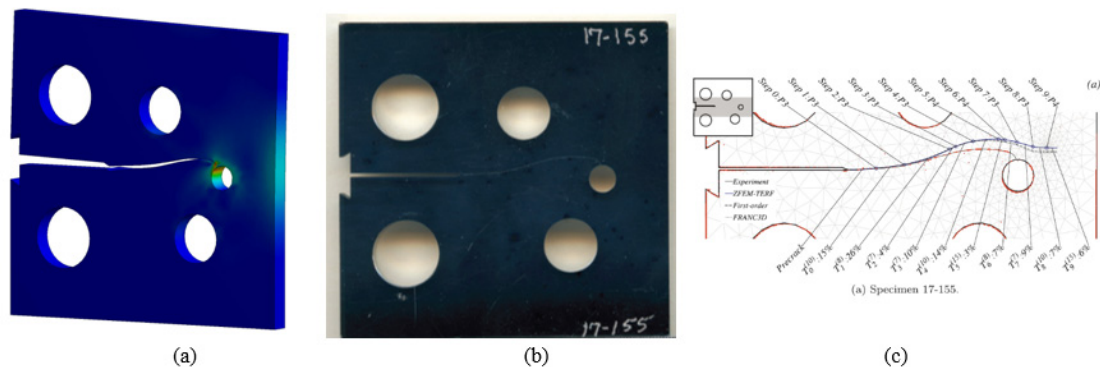 17-155
17-155
(a)
Step 0:P3
Step 1:P3
Step 2:P3
Step 3:P3
Step 4:P3
Step 5:P4
Step 6:P4
Step 7:P3
Step 8:P3
Step 9:P4
Experiment
ZFEM-TERF
First-order
FRANC3D
Precrack
(a) Specimen 17-155.
(a)
(b)
(c)